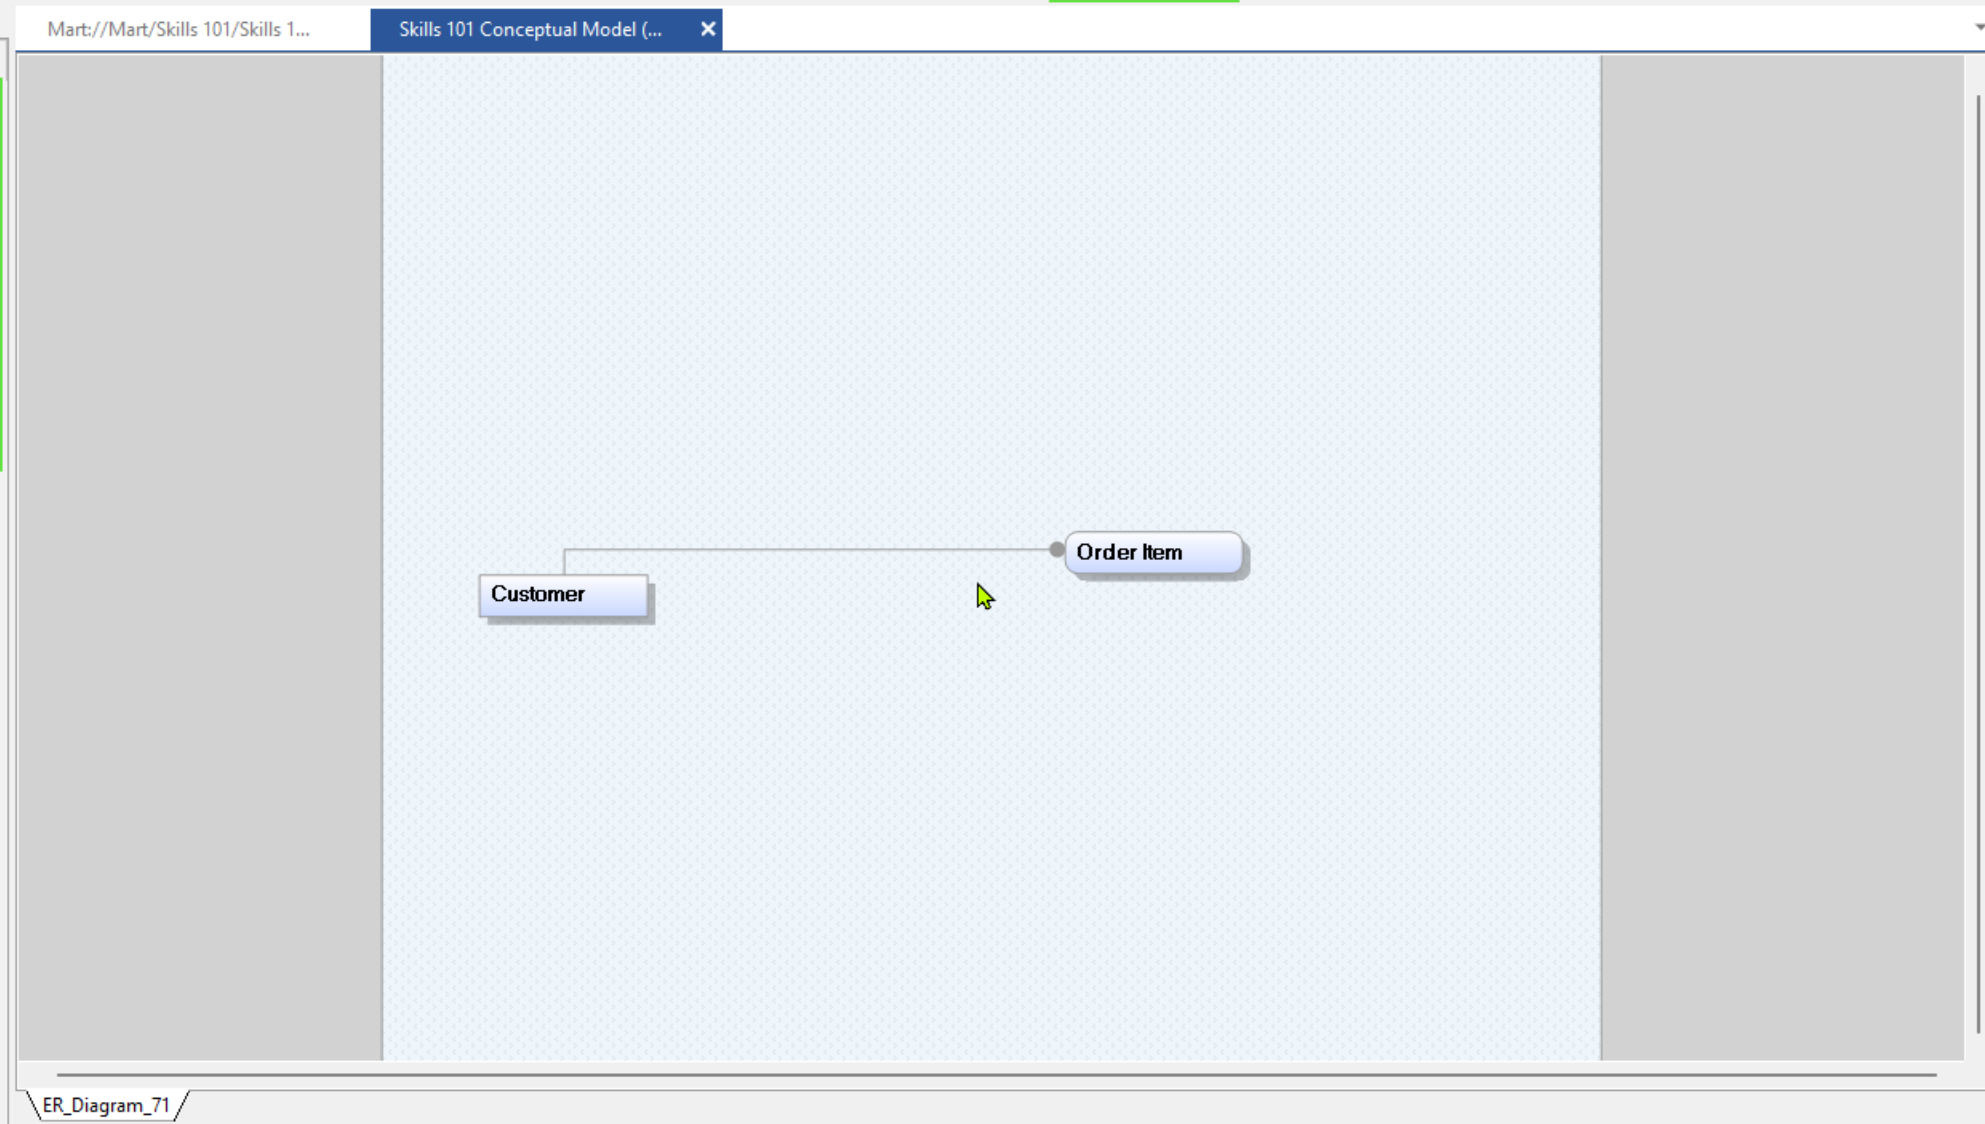 Mart://Mart/Skills 101/Skills 1...
Skills 101 Conceptual Model (...
Order Item
Customer
ER_Diagram_71